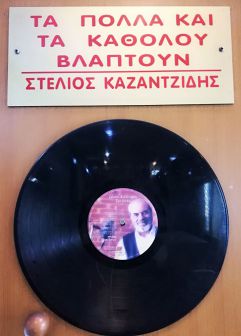 ΤΑ ΠΟΛΛΑ ΚΑΙ
ΤΑ ΚΑΘΟΛΟΥ
ΒΛΑΠΤΟΥΝ
ΣΤΕΛΙΟΣ ΚΑΖΑΝΤΖΙΔΗΣ